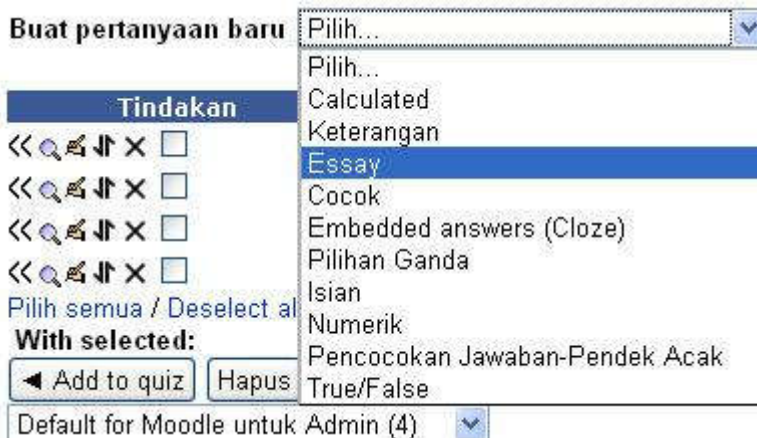 Buat pertanyaan baru Pilih...
Pilih...
Calculated
Tindakan
Keterangan
Essay
Cocok
Embedded answers (Cloze)
Pilihan Ganda
Isian
Numerik
Pencocokan Jawaban-Pendek Acak
True/False
Pilih semua / Deselect al
With selected:
Add to quiz Hapus
Default for Moodle untuk Admin (4)